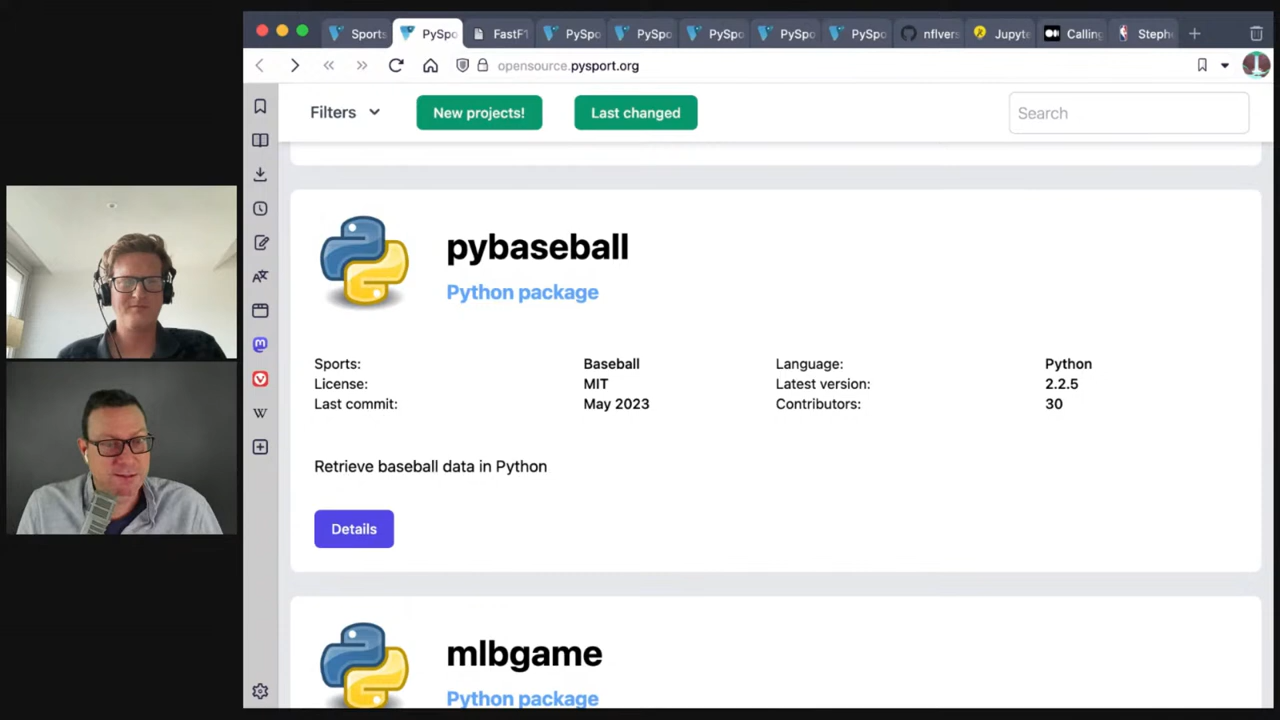 Sports
PySpo
FastF1
PySpo
PySpo
PySpo
PySpo
PySpo
nflvers
Jupyte
Calling
Stephe
opensource.pysport.org
Filters
New projects!
Last changed
Search
pybaseball
Python package
Sports:
Baseball
Language:
Python
License:
MIT
Latest version:
2.2.5
Last commit:
May 2023
Contributors:
30
Retrieve baseball data in Python
Details
mlbgame
Python package